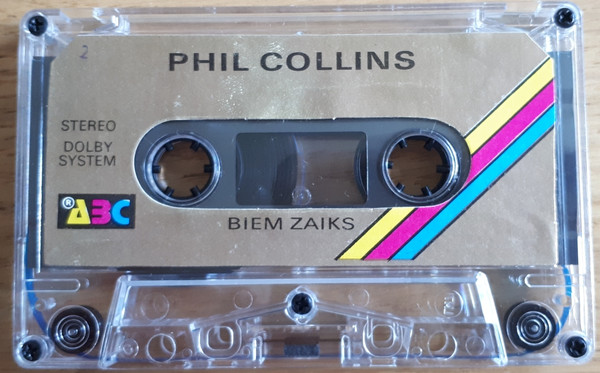 2
PHIL COLLINS
STEREO
DOLBY
SYSTEM
® ABC
BIEM ZAIKS